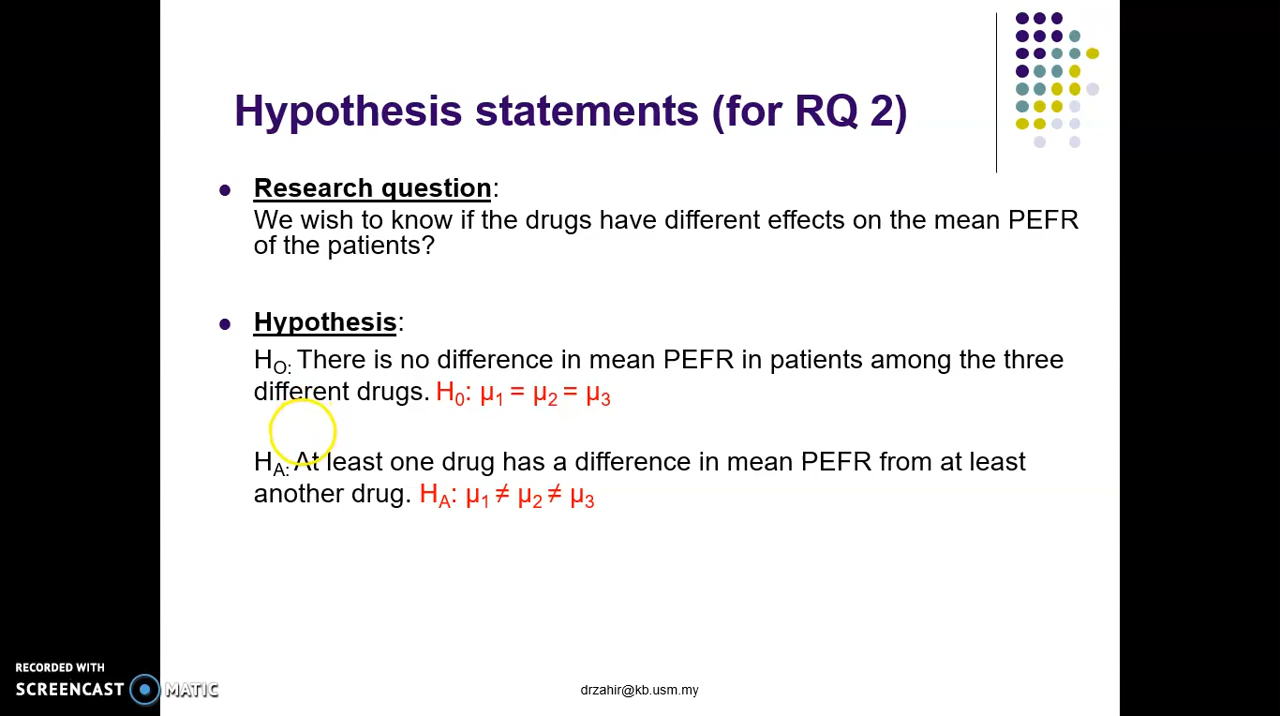 Hypothesis statements (for RQ 2)
● Research question:
We wish to know if the drugs have different effects on the mean PEFR
of the patients?
● Hypothesis:
HO: There is no difference in mean PEFR in patients among the three
different drugs. H0: μ1 = μ2 = μ3
HA: At least one drug has a difference in mean PEFR from at least
another drug. HA: μ1 ≠ μ2 ≠ μ3
RECORDED WITH
SCREENCAST MATIC
drzahir@kb.usm.my